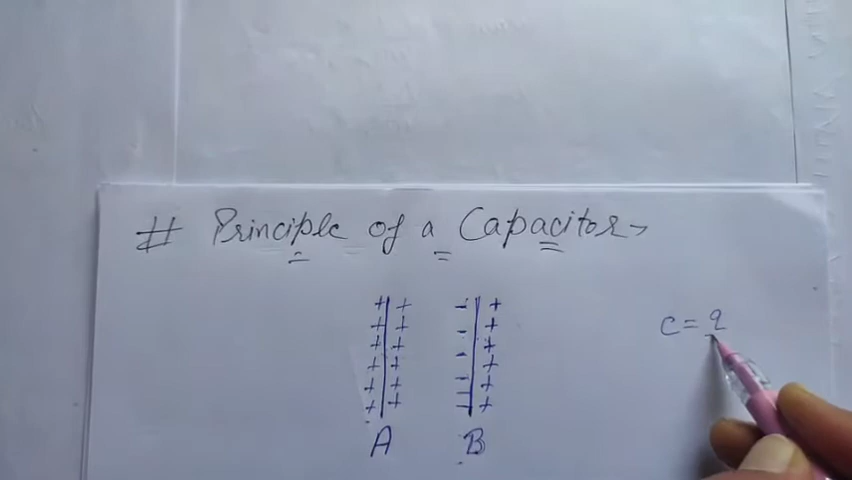 # Principle of a Capacitor→
+ + - +
+ + - +
+ + - +
+ + - +
+ + - +
+ + - +
C = q
A B